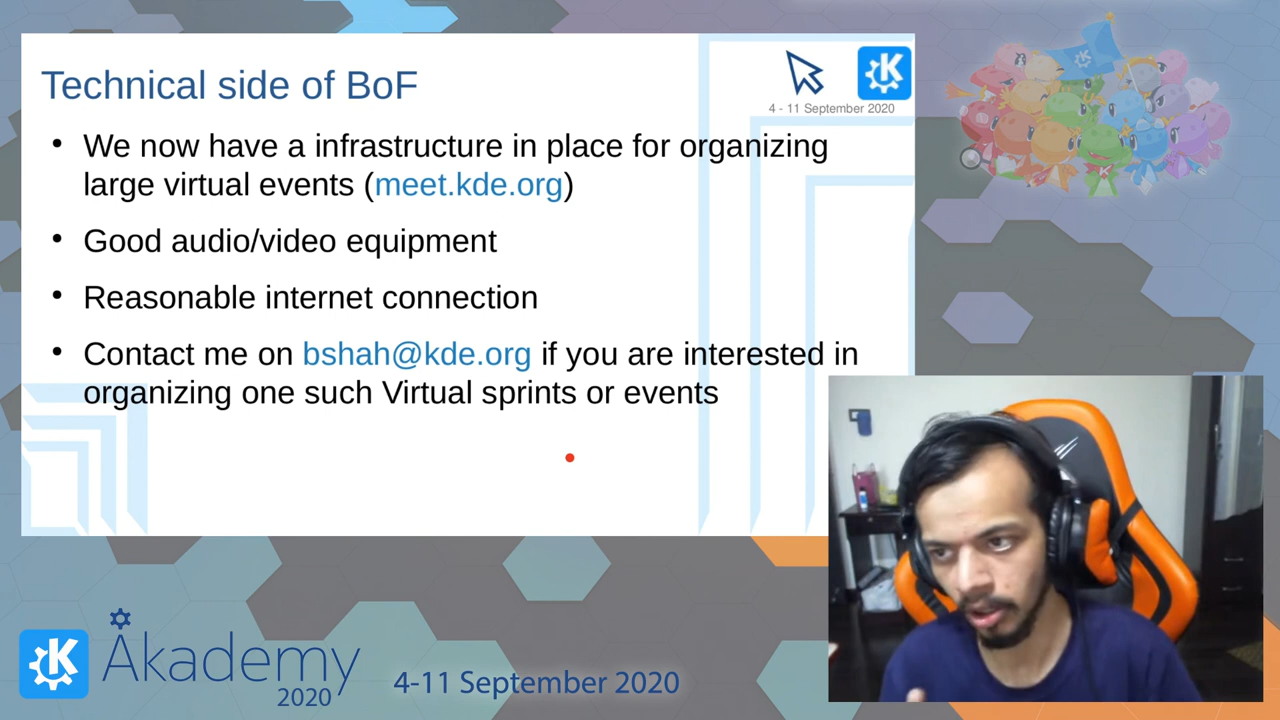 Technical side of BoF
4 - 11 September 2020
We now have a infrastructure in place for organizing
large virtual events (meet.kde.org)
Good audio/video equipment
Reasonable internet connection
Contact me on bshah@kde.org if you are interested in
organizing one such Virtual sprints or events
Akademy
2020
4-11 September 2020